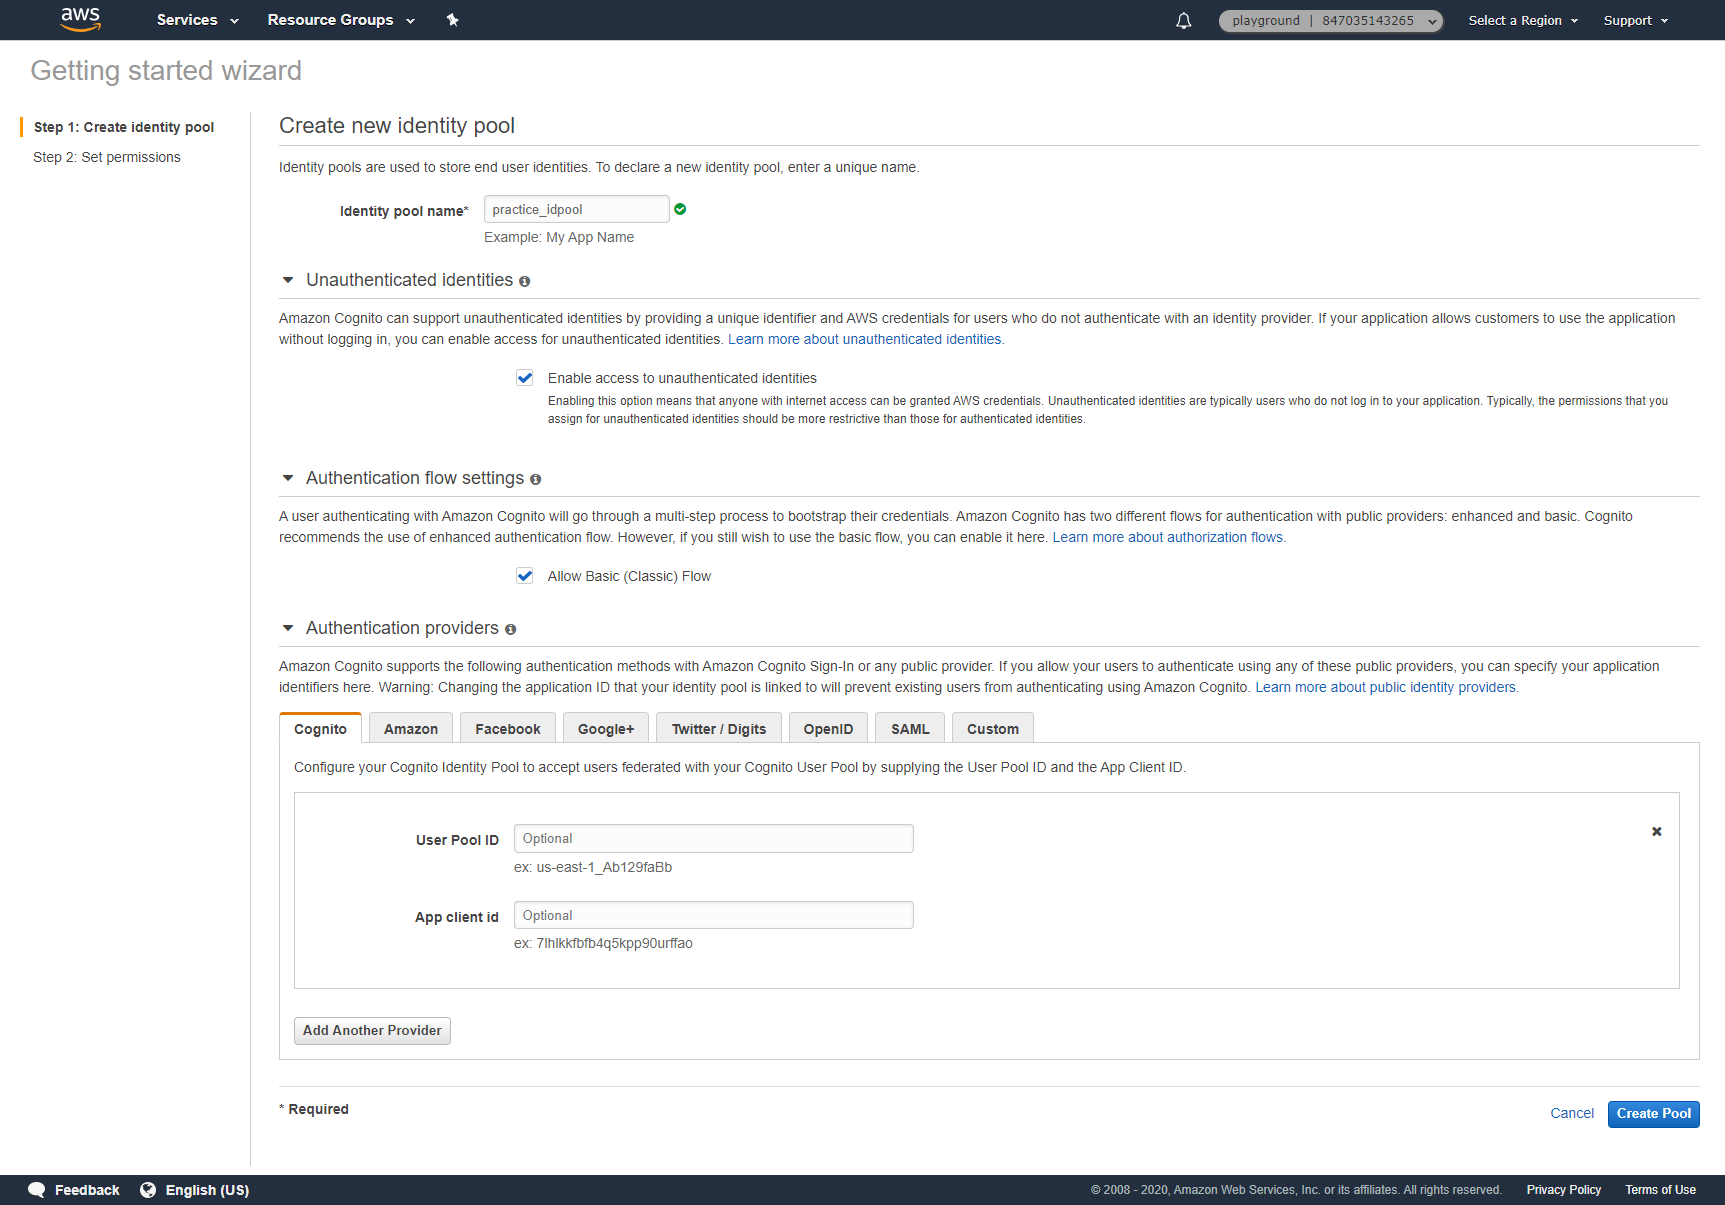 aws Services Resource Groups playground | 847035143265 Select a Region Support
Getting started wizard
Step 1: Create identity pool
Step 2: Set permissions
Create new identity pool
Identity pools are used to store end user identities. To declare a new identity pool, enter a unique name.
Identity pool name* practice_idpool
Example: My App Name
Unauthenticated identities
Amazon Cognito can support unauthenticated identities by providing a unique identifier and AWS credentials for users who do not authenticate with an identity provider. If your application allows customers to use the application
without logging in, you can enable access for unauthenticated identities. Learn more about unauthenticated identities.
Enable access to unauthenticated identities
Enabling this option means that anyone with internet access can be granted AWS credentials. Unauthenticated identities are typically users who do not log in to your application. Typically, the permissions that you
assign for unauthenticated identities should be more restrictive than those for authenticated identities.
Authentication flow settings
A user authenticating with Amazon Cognito will go through a multi-step process to bootstrap their credentials. Amazon Cognito has two different flows for authentication with public providers: enhanced and basic. Cognito
recommends the use of enhanced authentication flow. However, if you still wish to use the basic flow, you can enable it here. Learn more about authorization flows.
Allow Basic (Classic) Flow
Authentication providers
Amazon Cognito supports the following authentication methods with Amazon Cognito Sign-In or any public provider. If you allow your users to authenticate using any of these public providers, you can specify your application
identifiers here. Warning: Changing the application ID that your identity pool is linked to will prevent existing users from authenticating using Amazon Cognito. Learn more about public identity providers.
Cognito Amazon Facebook Google+ Twitter / Digits OpenID SAML Custom
Configure your Cognito Identity Pool to accept users federated with your Cognito User Pool by supplying the User Pool ID and the App Client ID.
User Pool ID Optional
ex: us-east-1_Ab129faBb
App client id Optional
ex: 7lhlkkfbfb4q5kpp90urffao
Add Another Provider
* Required
Cancel Create Pool
Feedback English (US) © 2008 - 2020, Amazon Web Services, Inc. or its affiliates. All rights reserved. Privacy Policy Terms of Use